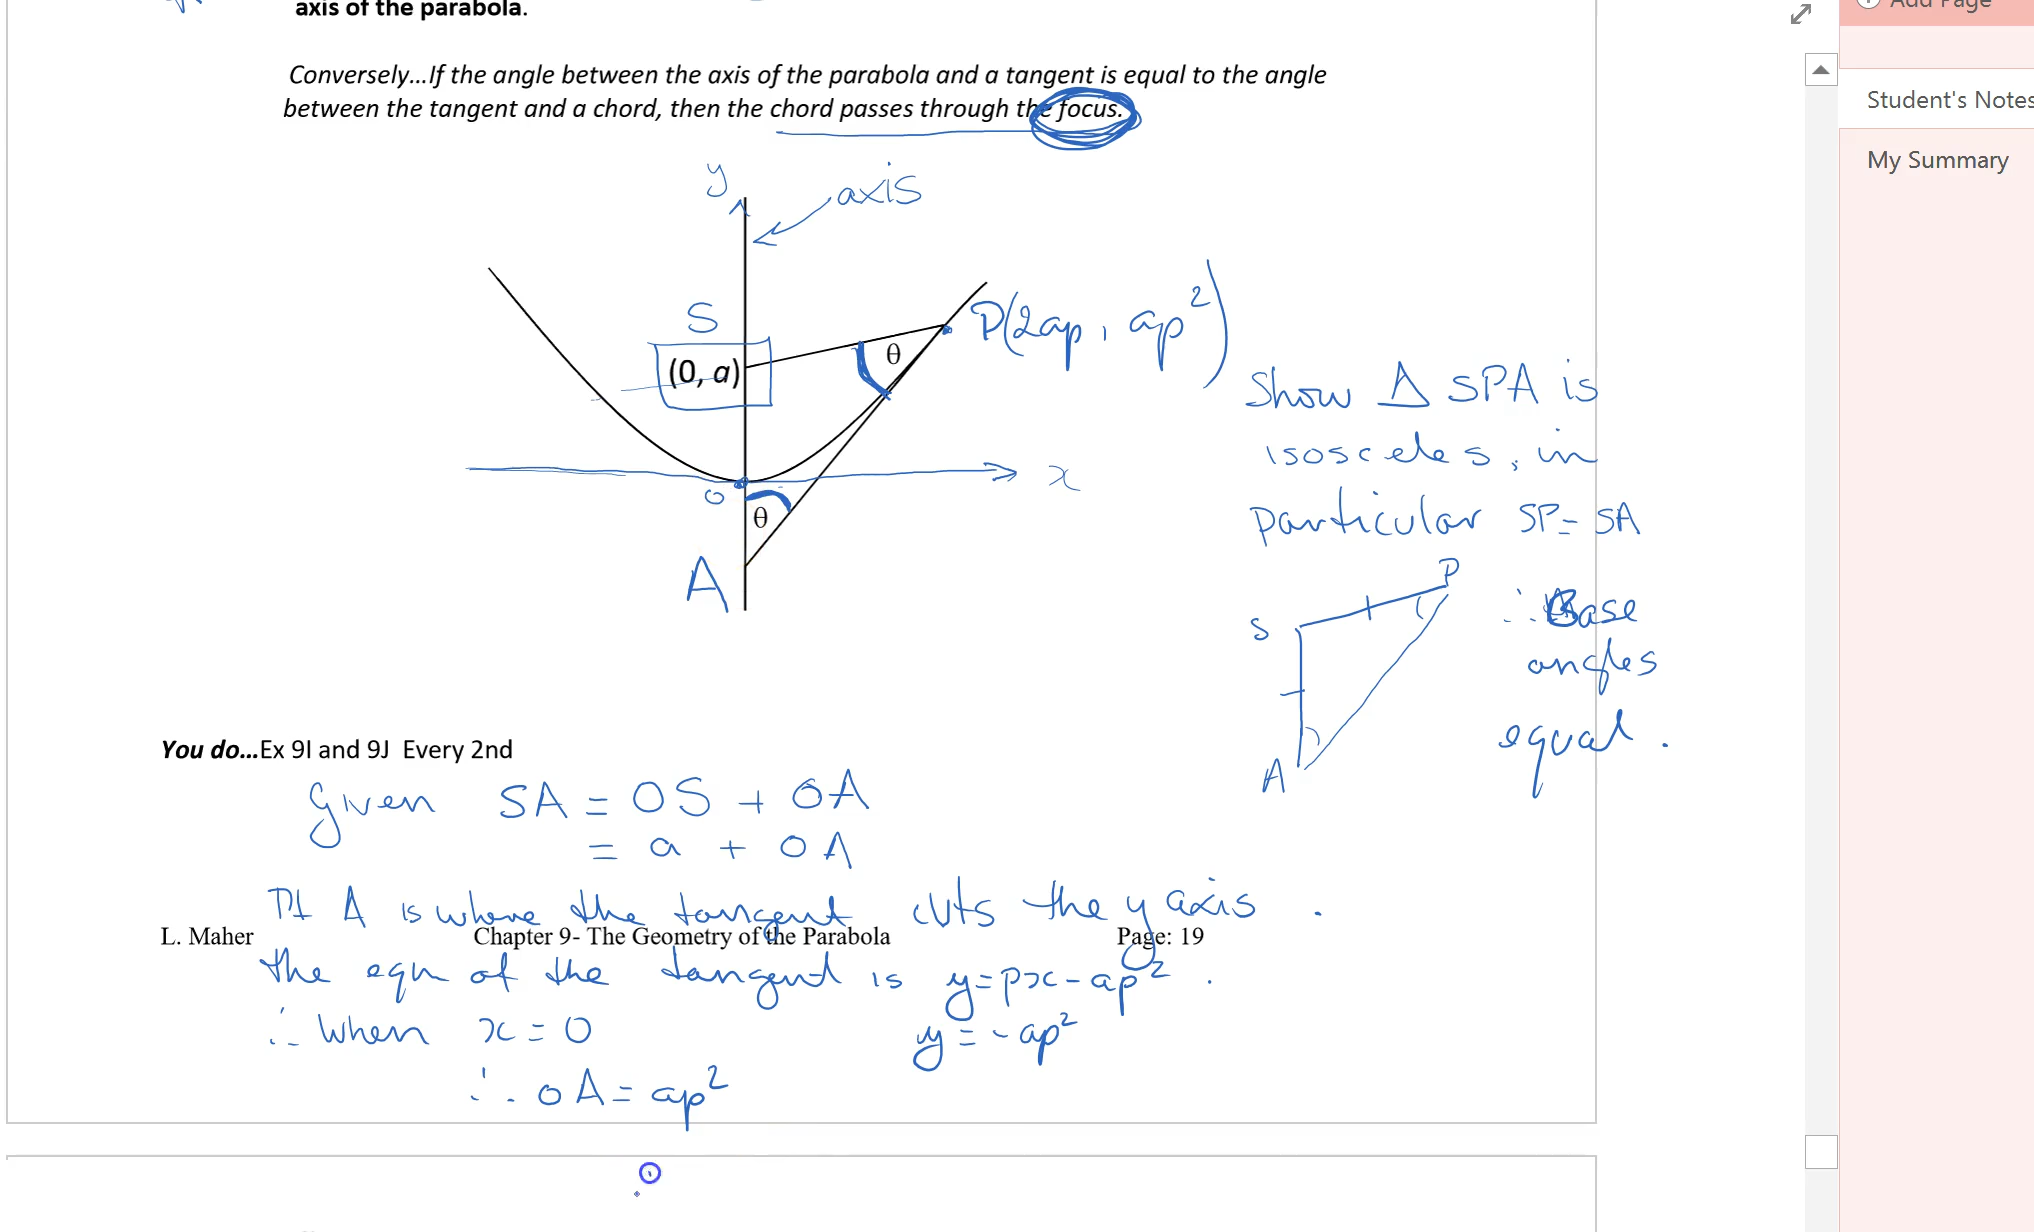 axis of the parabola.
Add Page
Conversely...If the angle between the axis of the parabola and a tangent is equal to the angle
between the tangent and a chord, then the chord passes through the focus.
Student's Notes
My Summary
y
axis
S
P(2ap, ap²)
θ
(0, a)
Show Δ SPA is
isosceles, in
particular SP = SA
x
O
θ
A
P
S
∴ Base
angles
equal.
A
You do...Ex 9I and 9J Every 2nd
Given SA = OS + OA
= a + OA
Pt A is where the tangent cuts the y axis.
L. Maher Chapter 9- The Geometry of the Parabola Page: 19
the eqn of the tangent is y = px - ap².
∴ when x = 0 y = -ap²
∴ OA = ap²